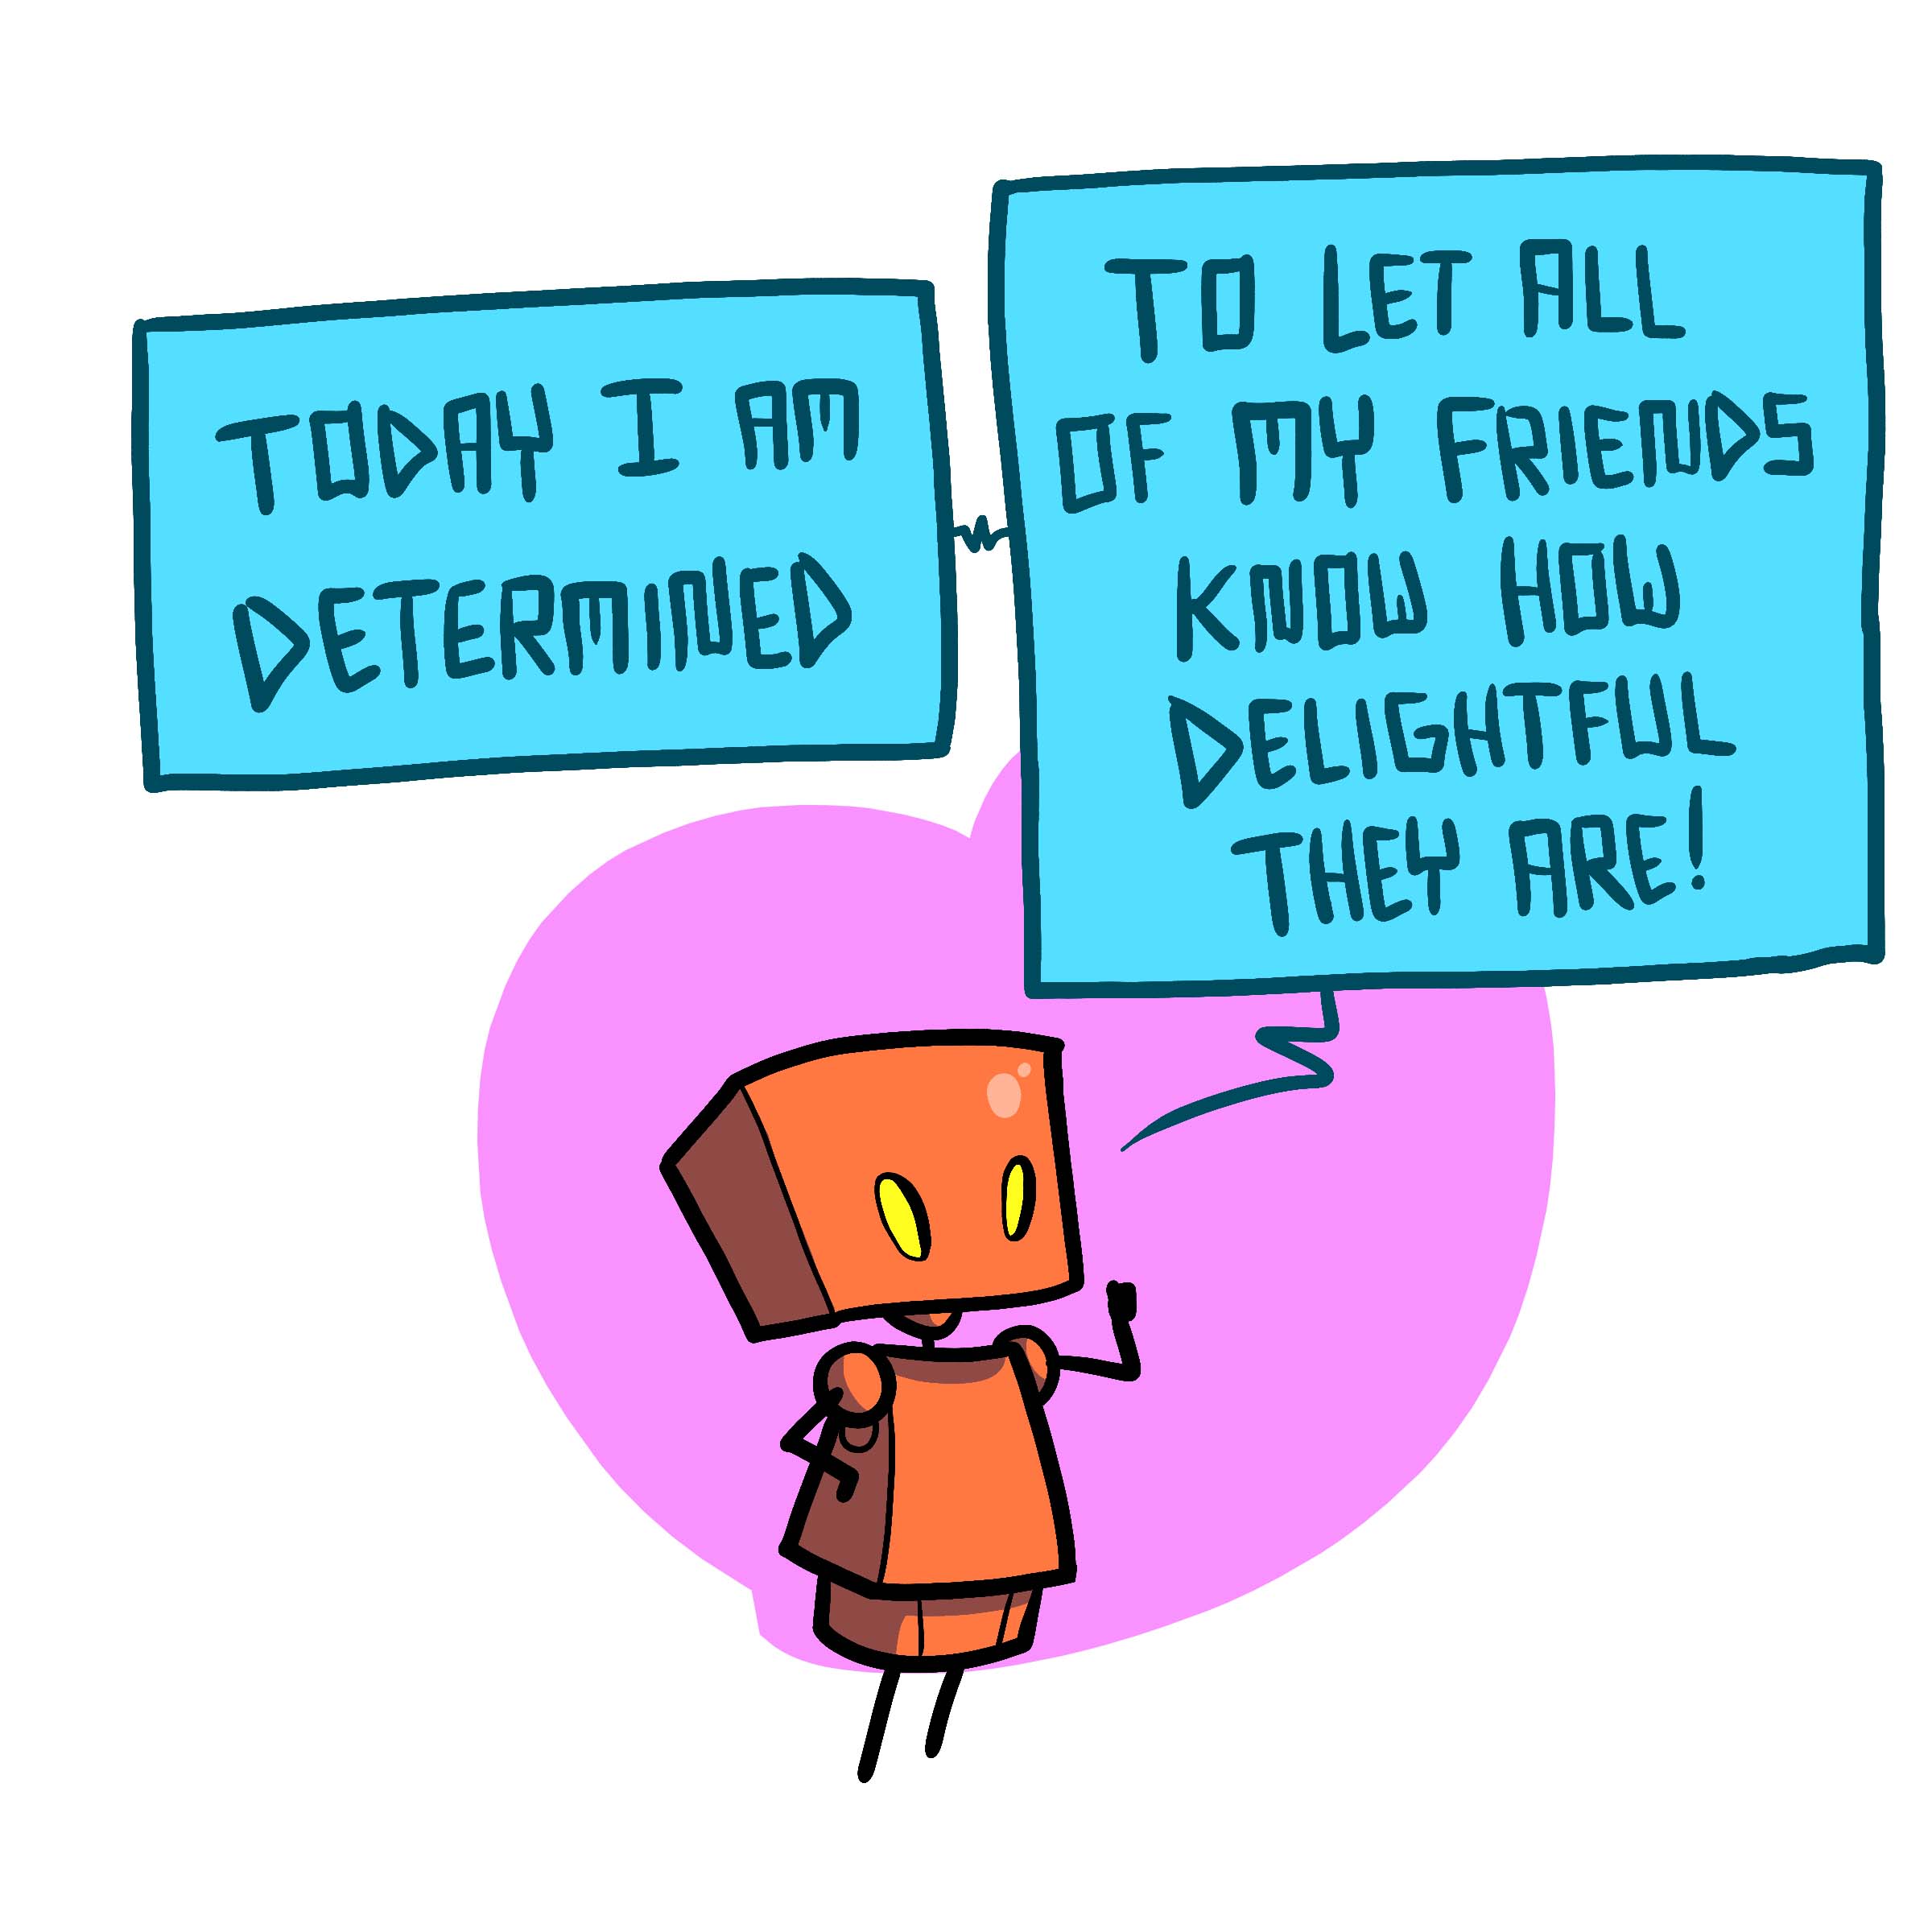 TODAY I AM
DETERMINED
TO LET ALL
OF MY FRIENDS
KNOW HOW
DELIGHTFUL
THEY ARE!